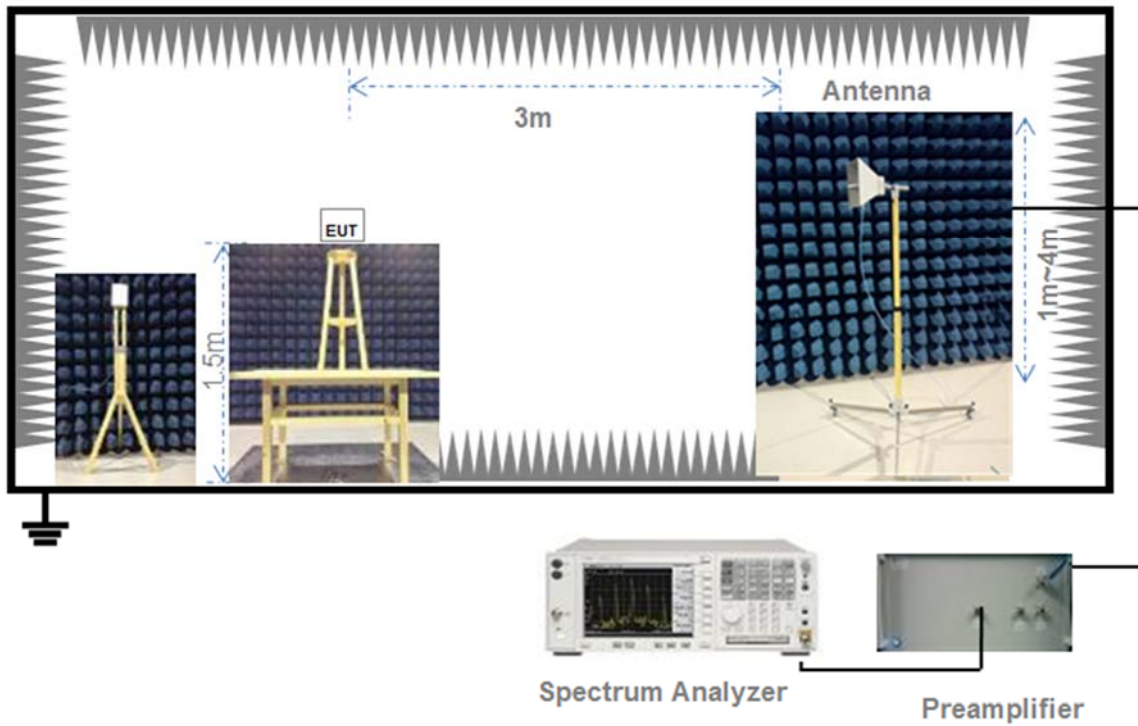 Antenna
3m
EUT
1.5m
1m~4m
Spectrum Analyzer
Preamplifier